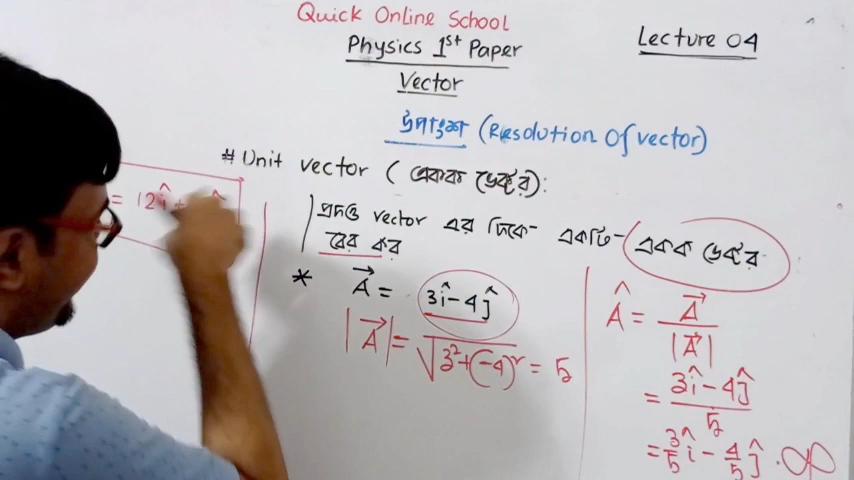 Quick Online School
Physics 1st Paper
Lecture 04
Vector
উপাংশ (Resolution Of vector)
# Unit vector (একক ভেক্টর):
প্রদত্ত vector এর দিকে- একটি- একক ভেক্টর
বের কর
* A⃗ = 3î - 4ĵ
|A⃗| = √3² + (-4)² = 5
Â = A⃗ / |A⃗|
= 3î - 4ĵ / 5
= 3/5 î - 4/5 ĵ .
= 12î +